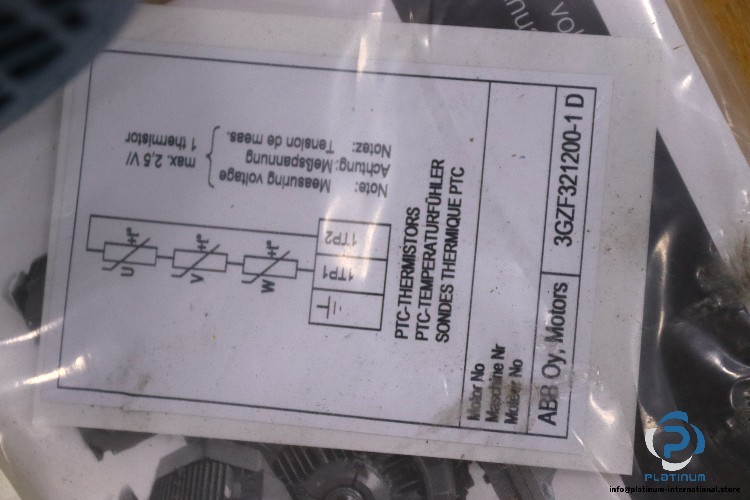 Note: Measuring voltage
Achtung: Meßspannung
Notez: Tension de meas.
max. 2,5 V/
1 thermistor
U
V
W
+t°
+t°
+t°
1TP1
1TP2
PTC-THERMISTORS
PTC-TEMPERATURFÜHLER
SONDES THERMIQUE PTC
Motor No
Maschine Nr
Moteur No
ABB Oy, Motors
3GZF321200-1 D
PLATINUM
info@platinum-international.store